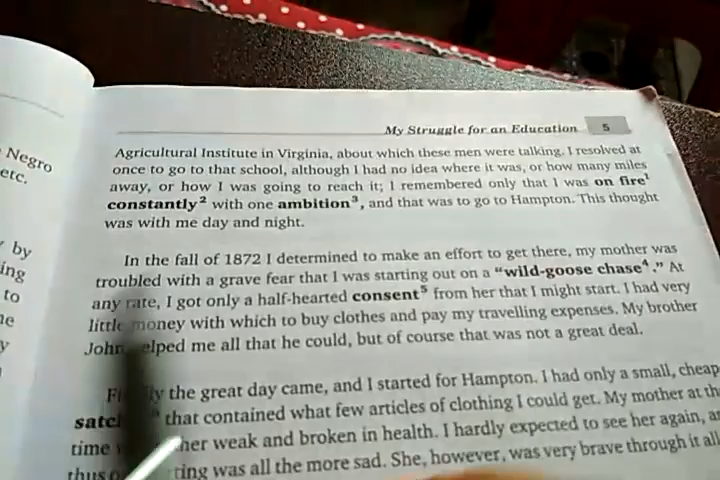 Negro
etc.
by
ing
to
My Struggle for an Education 5
Agricultural Institute in Virginia, about which these men were talking. I resolved at
once to go to that school, although I had no idea where it was, or how many miles
away, or how I was going to reach it; I remembered only that I was on fire¹
constantly² with one ambition³, and that was to go to Hampton. This thought
was with me day and night.
In the fall of 1872 I determined to make an effort to get there, my mother was
troubled with a grave fear that I was starting out on a “wild-goose chase⁴.” At
any rate, I got only a half-hearted consent⁵ from her that I might start. I had very
little money with which to buy clothes and pay my travelling expenses. My brother
John elped me all that he could, but of course that was not a great deal.
the great day came, and I started for Hampton. I had only a small, cheap
that contained what few articles of clothing I could get. My mother at th
time her weak and broken in health. I hardly expected to see her again, a
thus ting was all the more sad. She, however, was very brave through it all